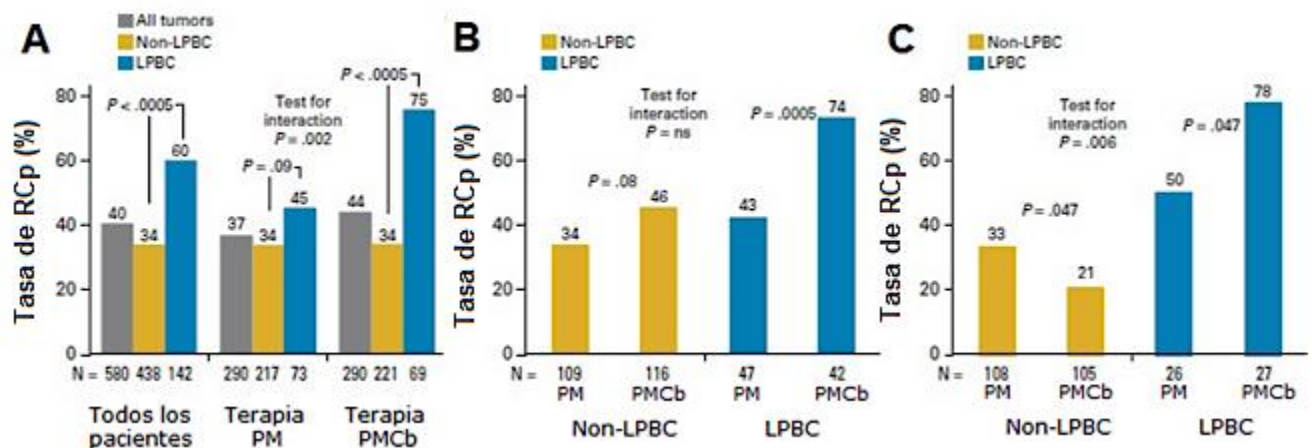 A
All tumors
Non-LPBC
LPBC
Tasa de RCp (%)
80
60
40
20
0
P < .0005
P < .0005
Test for
interaction
P = .002
P = .09
40
34
60
37
34
45
44
34
75
N = 580 438 142 290 217 73 290 221 69
Todos los
pacientes
Terapia
PM
Terapia
PMCb
B
Non-LPBC
LPBC
Tasa de RCp (%)
80
60
40
20
0
Test for
interaction
P = ns
P = .0005
P = .08
34
46
43
74
N = 109 116 47 42
PM PMCb PM PMCb
Non-LPBC LPBC
C
Non-LPBC
LPBC
Tasa de RCp (%)
80
60
40
20
0
Test for
interaction
P = .006
P = .047
P = .047
33
21
50
78
N = 108 105 26 27
PM PMCb PM PMCb
Non-LPBC LPBC